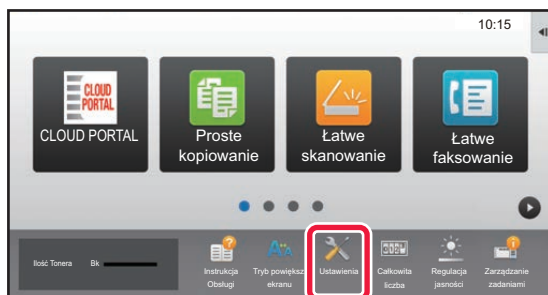 10:15
CLOUD
PORTAL
CLOUD PORTAL
Proste
kopiowanie
Łatwe
skanowanie
Łatwe
faksowanie
Ilość Tonera Bk
Instrukcja
Obsługi
Tryb powiększ
ekranu
Ustawienia
Całkowita
liczba
Regulacja
jasności
Zarządzanie
zadaniami